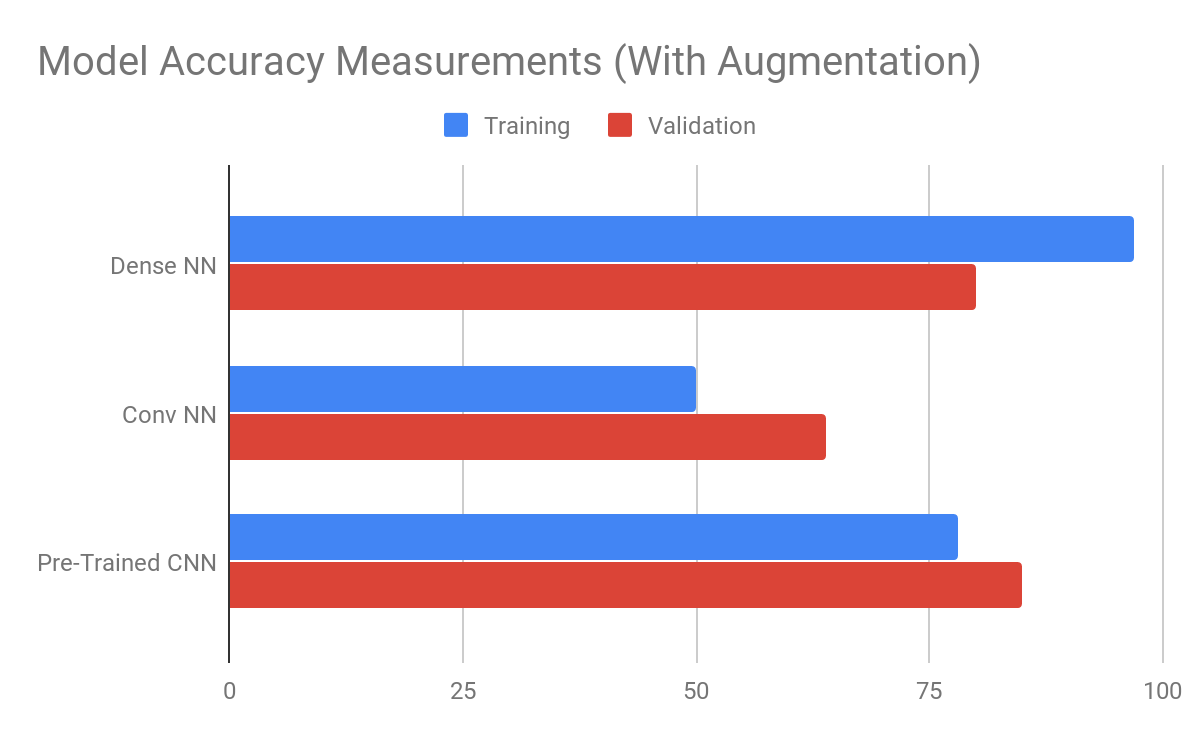 Model Accuracy Measurements (With Augmentation)
Training Validation
Dense NN
Conv NN
Pre-Trained CNN
0 25 50 75 100